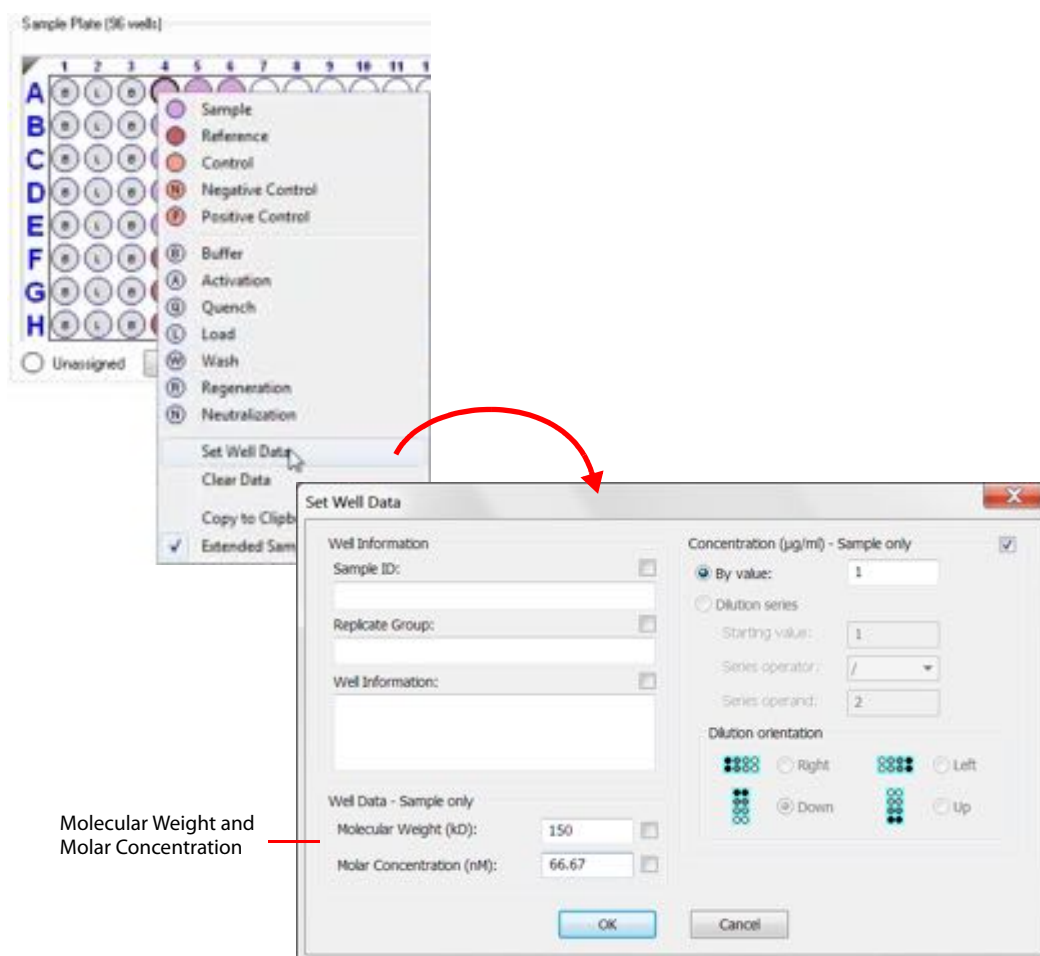 Sample Plate (96 wells)
1 2 3 4 5 6 7 8 9 10 11 1
A B L B
B B L B
C B L B
D B L B
E B L B
F B L B
G B L B
H B L B
Unassigned
Sample
Reference
Control
N Negative Control
P Positive Control
B Buffer
A Activation
Q Quench
L Load
W Wash
R Regeneration
N Neutralization
Set Well Data
Clear Data
Copy to Clipb
Extended Sam
Set Well Data
Well Information
Sample ID:
Replicate Group:
Well Information:
Well Data - Sample only
Molecular Weight (kD): 150
Molar Concentration (nM): 66.67
Concentration (µg/ml) - Sample only
By value: 1
Dilution series
Starting value: 1
Series operator: /
Series operand: 2
Dilution orientation
Right Left
Down Up
OK Cancel
Molecular Weight and
Molar Concentration